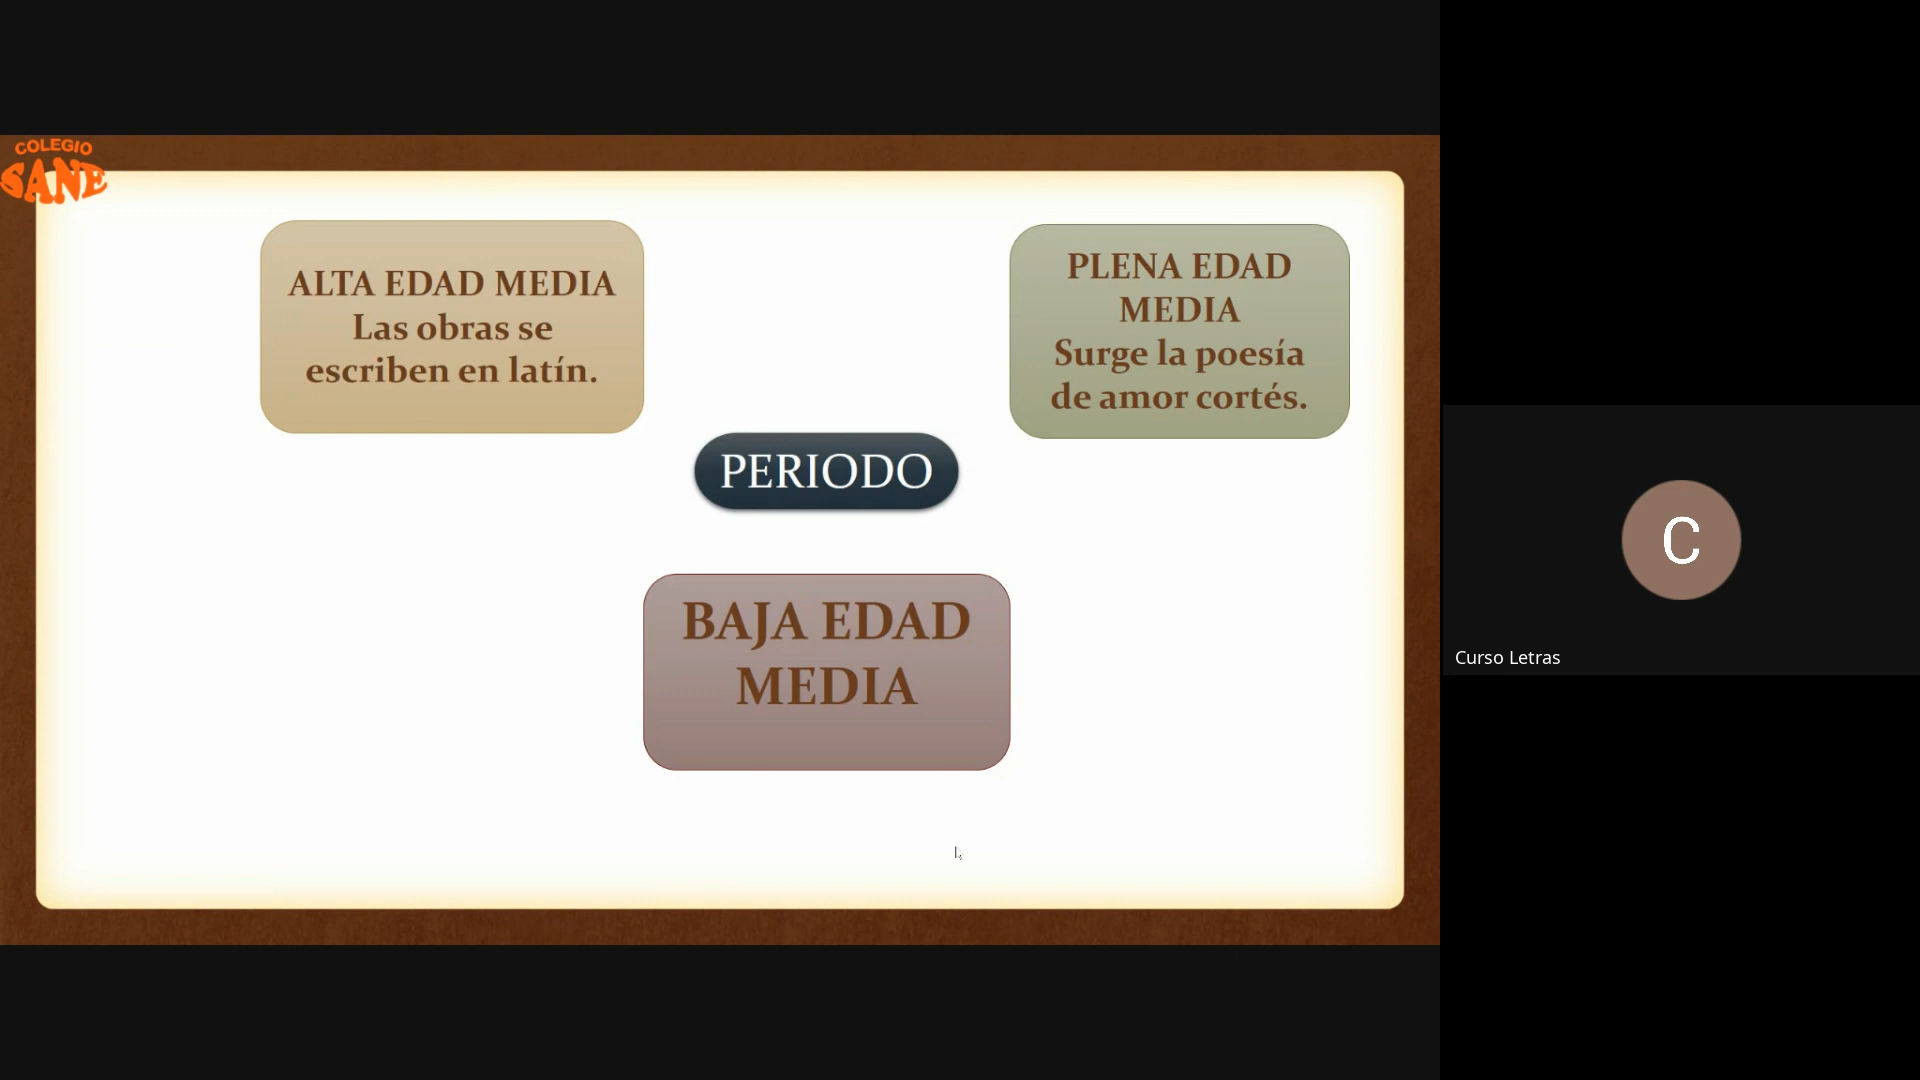 COLEGIO
SANE
ALTA EDAD MEDIA
Las obras se
escriben en latín.
PLENA EDAD
MEDIA
Surge la poesía
de amor cortés.
PERIODO
BAJA EDAD
MEDIA
C
Curso Letras